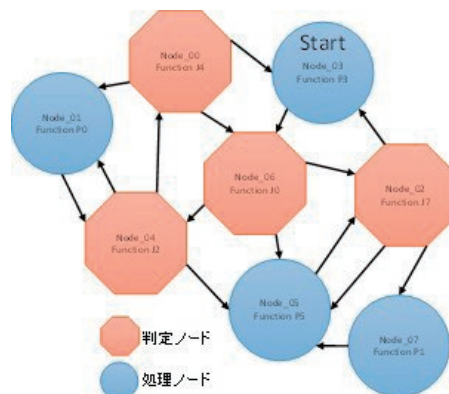 Node_00
Function J4
Start
Node_03
Function P3
Node_01
Function P0
Node_06
Function J0
Node_02
Function J7
Node_04
Function J2
Node_05
Function P5
Node_07
Function P1
判定ノード
処理ノード